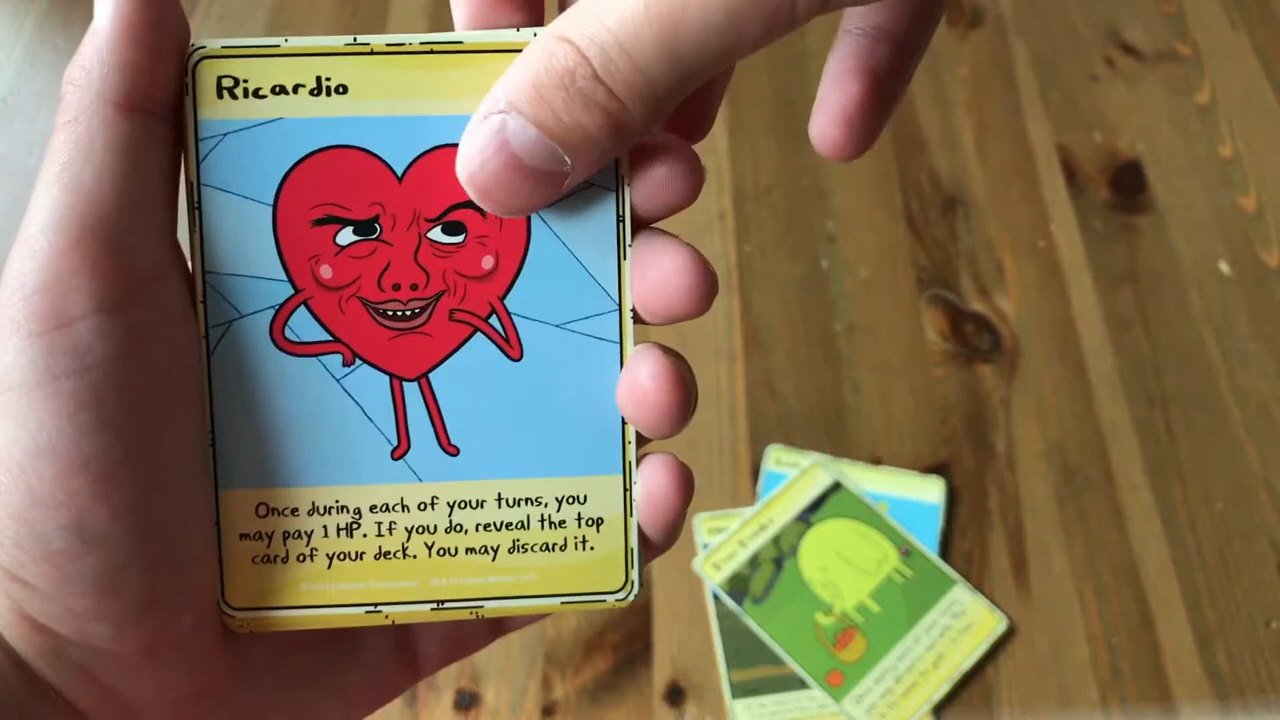 Ricardio
Once during each of your turns, you
may pay 1 HP. If you do, reveal the top
card of your deck. You may discard it.